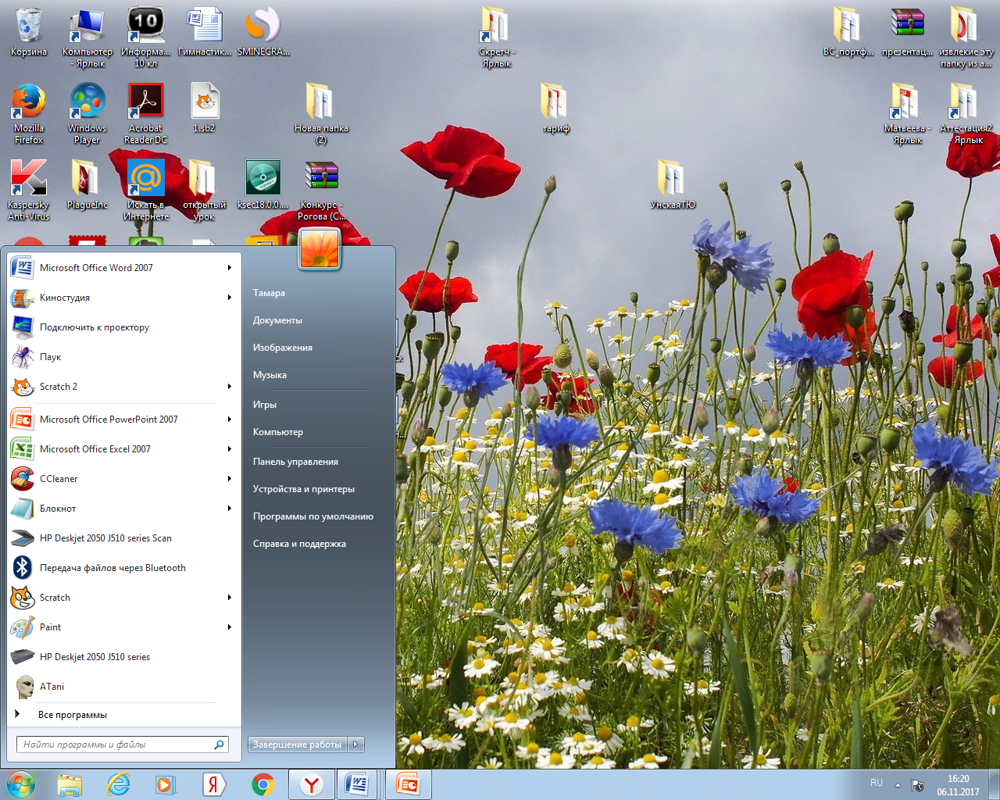 Корзина
Компьютер - Ярлык
Информа... 10 кл
Гимнастик...
SMINECRA...
Скретч - Ярлык
ВС_портф...
презентац...
извлекие эту папку из а...
Mozilla Firefox
Windows Player
Acrobat Reader DC
1.sb2
Новая папка (2)
тариф
Матвеева - Ярлык
Аттестация2 - Ярлык
Kaspersky Anti-Virus
PlagueInc
Искать в Интернете
открытый урок
ksec18.0.0....
Конкурс - Рогова (С...
УнскаяТЮ
Microsoft Office Word 2007
Киностудия
Подключить к проектору
Паук
Scratch 2
Microsoft Office PowerPoint 2007
Microsoft Office Excel 2007
CCleaner
Блокнот
HP Deskjet 2050 J510 series Scan
Передача файлов через Bluetooth
Scratch
Paint
HP Deskjet 2050 J510 series
ATani
Все программы
Найти программы и файлы
Тамара
Документы
Изображения
Музыка
Игры
Компьютер
Панель управления
Устройства и принтеры
Программы по умолчанию
Справка и поддержка
Завершение работы
RU
16:20
06.11.2017